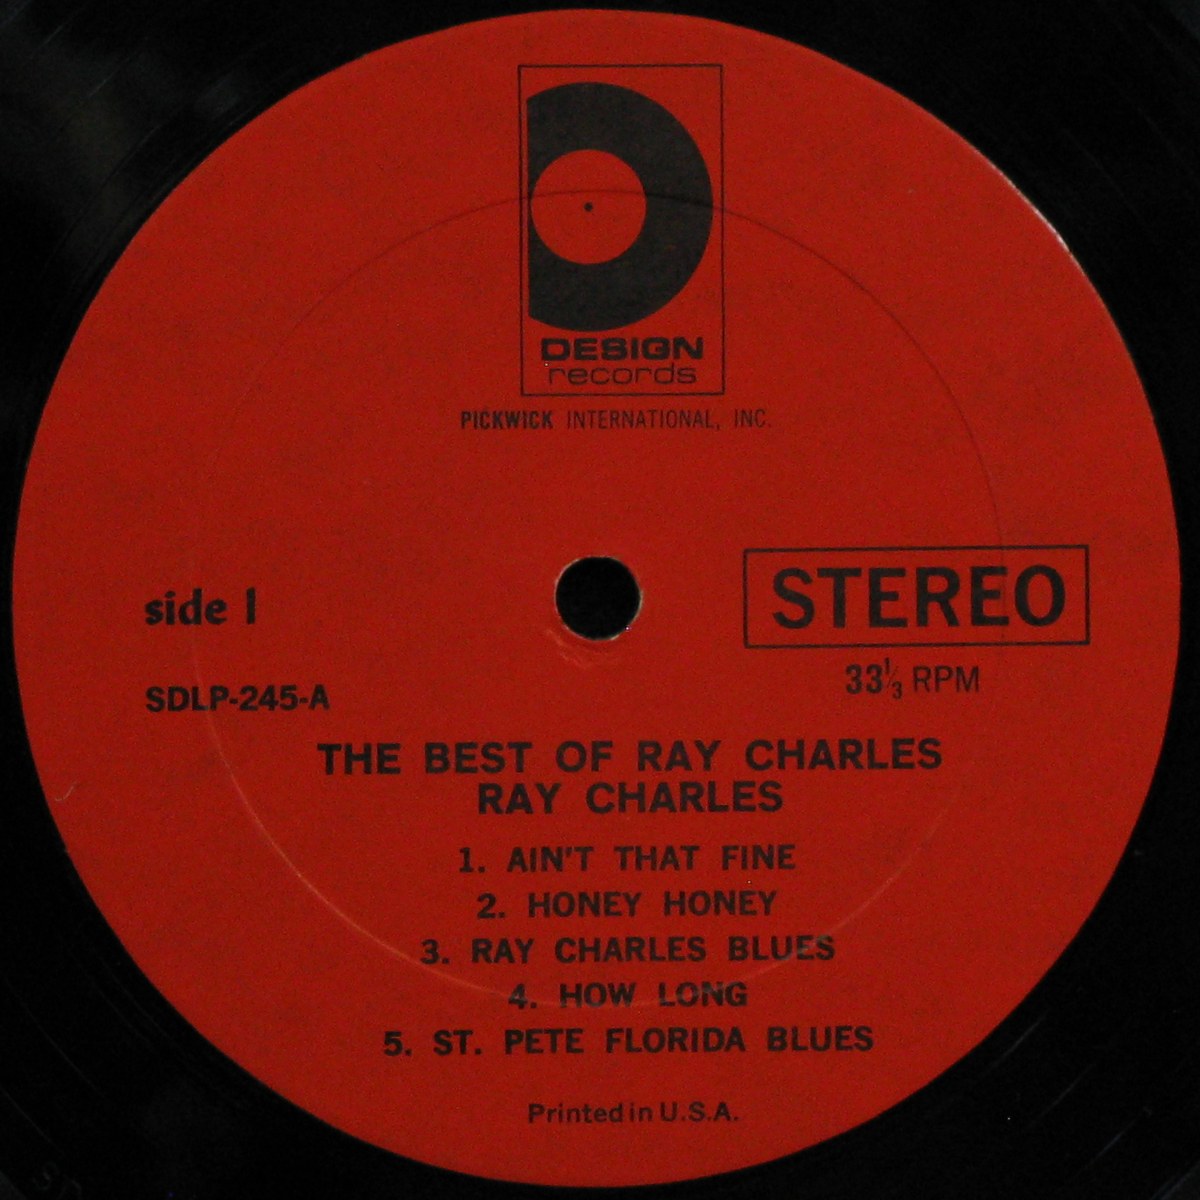 DESIGN
records
PICKWICK INTERNATIONAL, INC.
side 1
STEREO
33⅓ RPM
SDLP-245-A
THE BEST OF RAY CHARLES
RAY CHARLES
1. AIN'T THAT FINE
2. HONEY HONEY
3. RAY CHARLES BLUES
4. HOW LONG
5. ST. PETE FLORIDA BLUES
Printed in U.S.A.